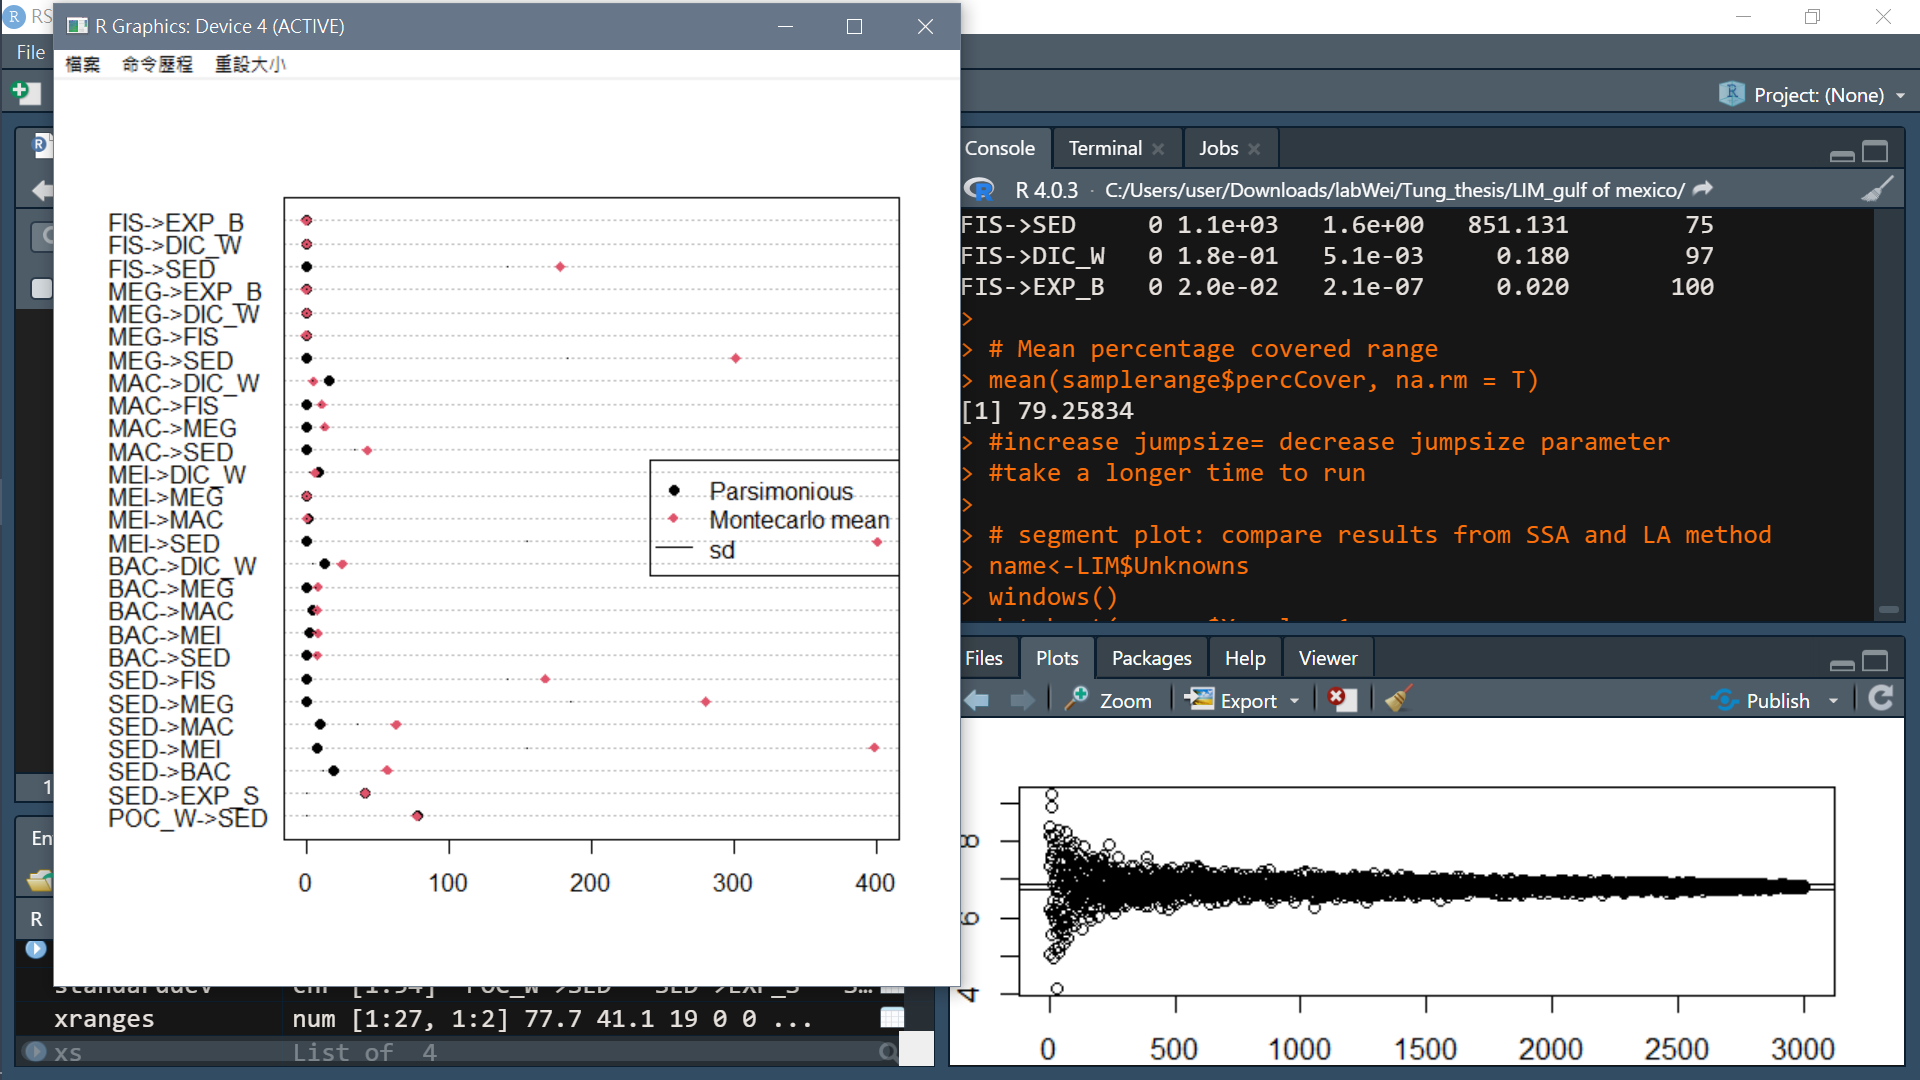 RS
R Graphics: Device 4 (ACTIVE)
檔案 命令歷程 重設大小
File
Project: (None)
FIS->EXP_B
FIS->DIC_W
FIS->SED
MEG->EXP_B
MEG->DIC_W
MEG->FIS
MEG->SED
MAC->DIC_W
MAC->FIS
MAC->MEG
MAC->SED
MEI->DIC_W
MEI->MEG
MEI->MAC
MEI->SED
BAC->DIC_W
BAC->MEG
BAC->MAC
BAC->MEI
BAC->SED
SED->FIS
SED->MEG
SED->MAC
SED->MEI
SED->BAC
SED->EXP_S
POC_W->SED
Parsimonious
Montecarlo mean
sd
0 100 200 300 400
Console Terminal Jobs
R 4.0.3 · C:/Users/user/Downloads/labWei/Tung_thesis/LIM_gulf of mexico/
FIS->SED 0 1.1e+03 1.6e+00 851.131 75
FIS->DIC_W 0 1.8e-01 5.1e-03 0.180 97
FIS->EXP_B 0 2.0e-02 2.1e-07 0.020 100
>
> # Mean percentage covered range
> mean(samplerange$percCover, na.rm = T)
[1] 79.25834
> #increase jumpsize= decrease jumpsize parameter
> #take a longer time to run
>
> # segment plot: compare results from SSA and LA method
> name<-LIM$Unknowns
> windows()
Files Plots Packages Help Viewer
Zoom Export Publish
8
6
4
0 500 1000 1500 2000 2500 3000
1
En
R
xranges num [1:27, 1:2] 77.7 41.1 19 0 0 ...
xs List of 4